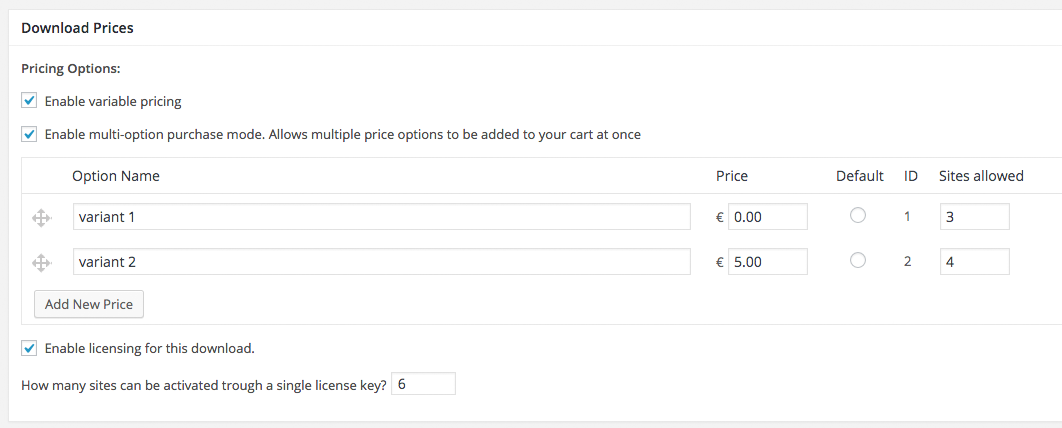 Download Prices
Pricing Options:
Enable variable pricing
Enable multi-option purchase mode. Allows multiple price options to be added to your cart at once
Option Name Price Default ID Sites allowed
variant 1 € 0.00 1 3
variant 2 € 5.00 2 4
Add New Price
Enable licensing for this download.
How many sites can be activated trough a single license key? 6